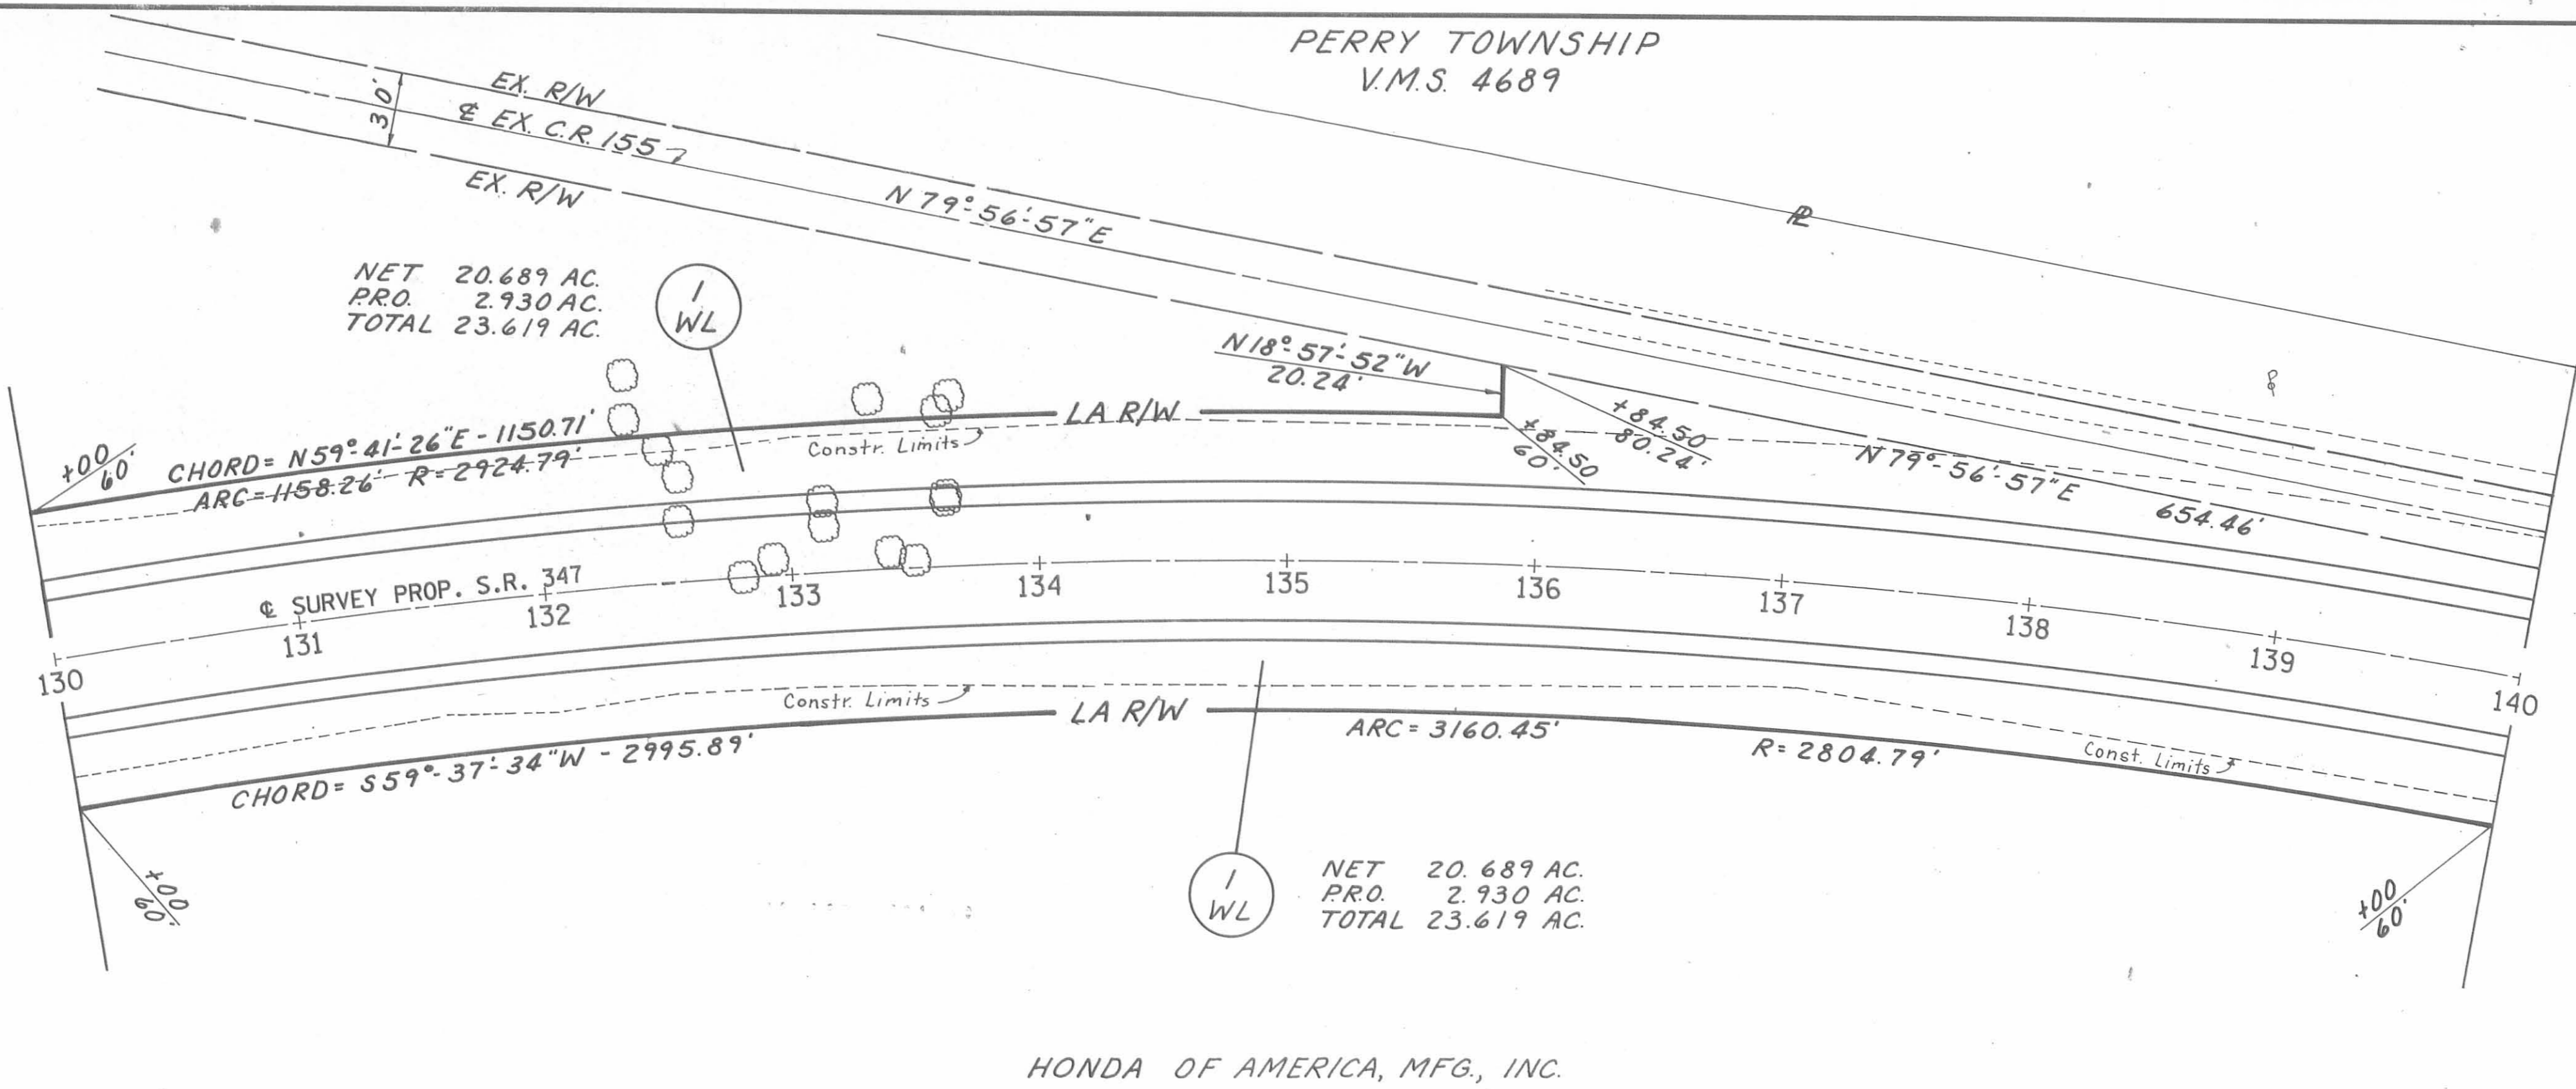 PERRY TOWNSHIP
V.M.S. 4689
EX. R/W
30'
℄ EX. C.R. 155
EX. R/W
N 79°-56'-57"E
℄
NET 20.689 AC.
P.R.O. 2.930 AC.
TOTAL 23.619 AC.
1
WL
N18°-57'-52"W
20.24'
+00
60'
CHORD= N59°-41'-26"E - 1150.71'
ARC=1158.26' R=2924.79'
LA R/W
Constr. Limits
+84.50
80.24'
+84.50
60'
N79°-56'-57"E
654.46'
℄ SURVEY PROP. S.R. 347
130
131
132
133
134
135
136
137
138
139
140
Constr. Limits
LA R/W
ARC= 3160.45'
R= 2804.79'
Const. Limits
CHORD= S59°-37'-34"W - 2995.89'
+00
60'
1
WL
NET 20.689 AC.
P.R.O. 2.930 AC.
TOTAL 23.619 AC.
+00
60'
HONDA OF AMERICA, MFG., INC.